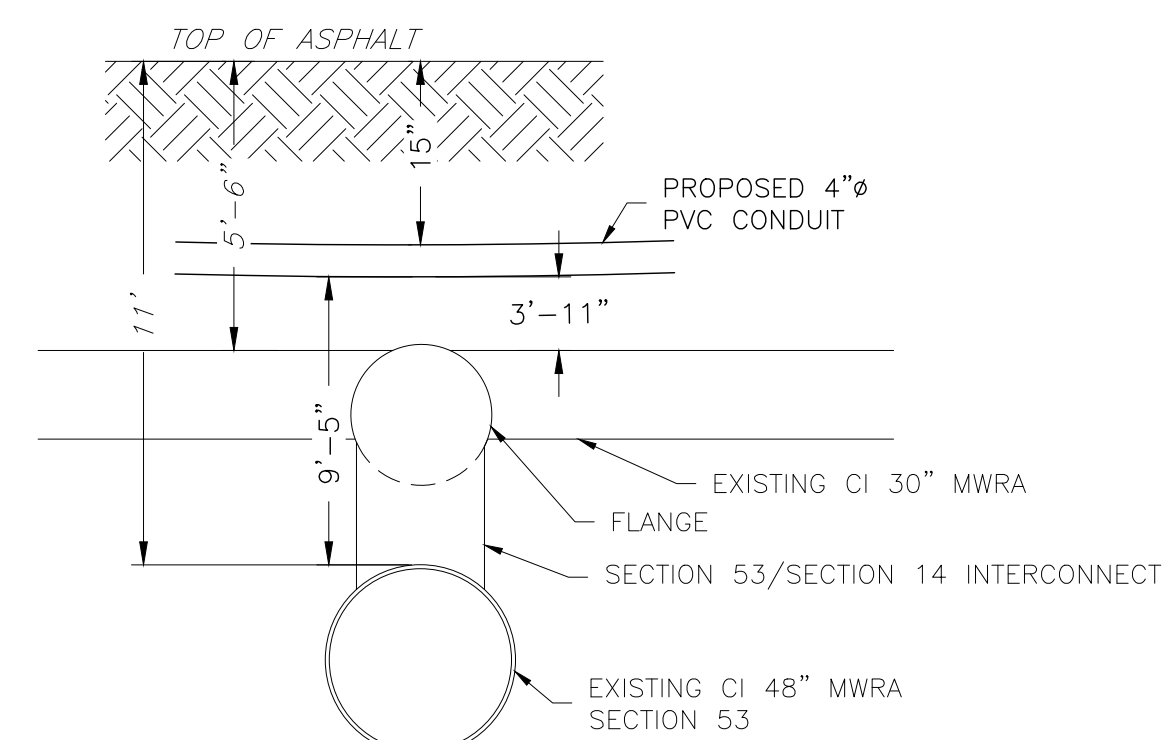 TOP OF ASPHALT
15”
PROPOSED 4”ø
PVC CONDUIT
5’-6”
11’
3’-11”
9’-5”
EXISTING CI 30” MWRA
FLANGE
SECTION 53/SECTION 14 INTERCONNECT
EXISTING CI 48” MWRA
SECTION 53